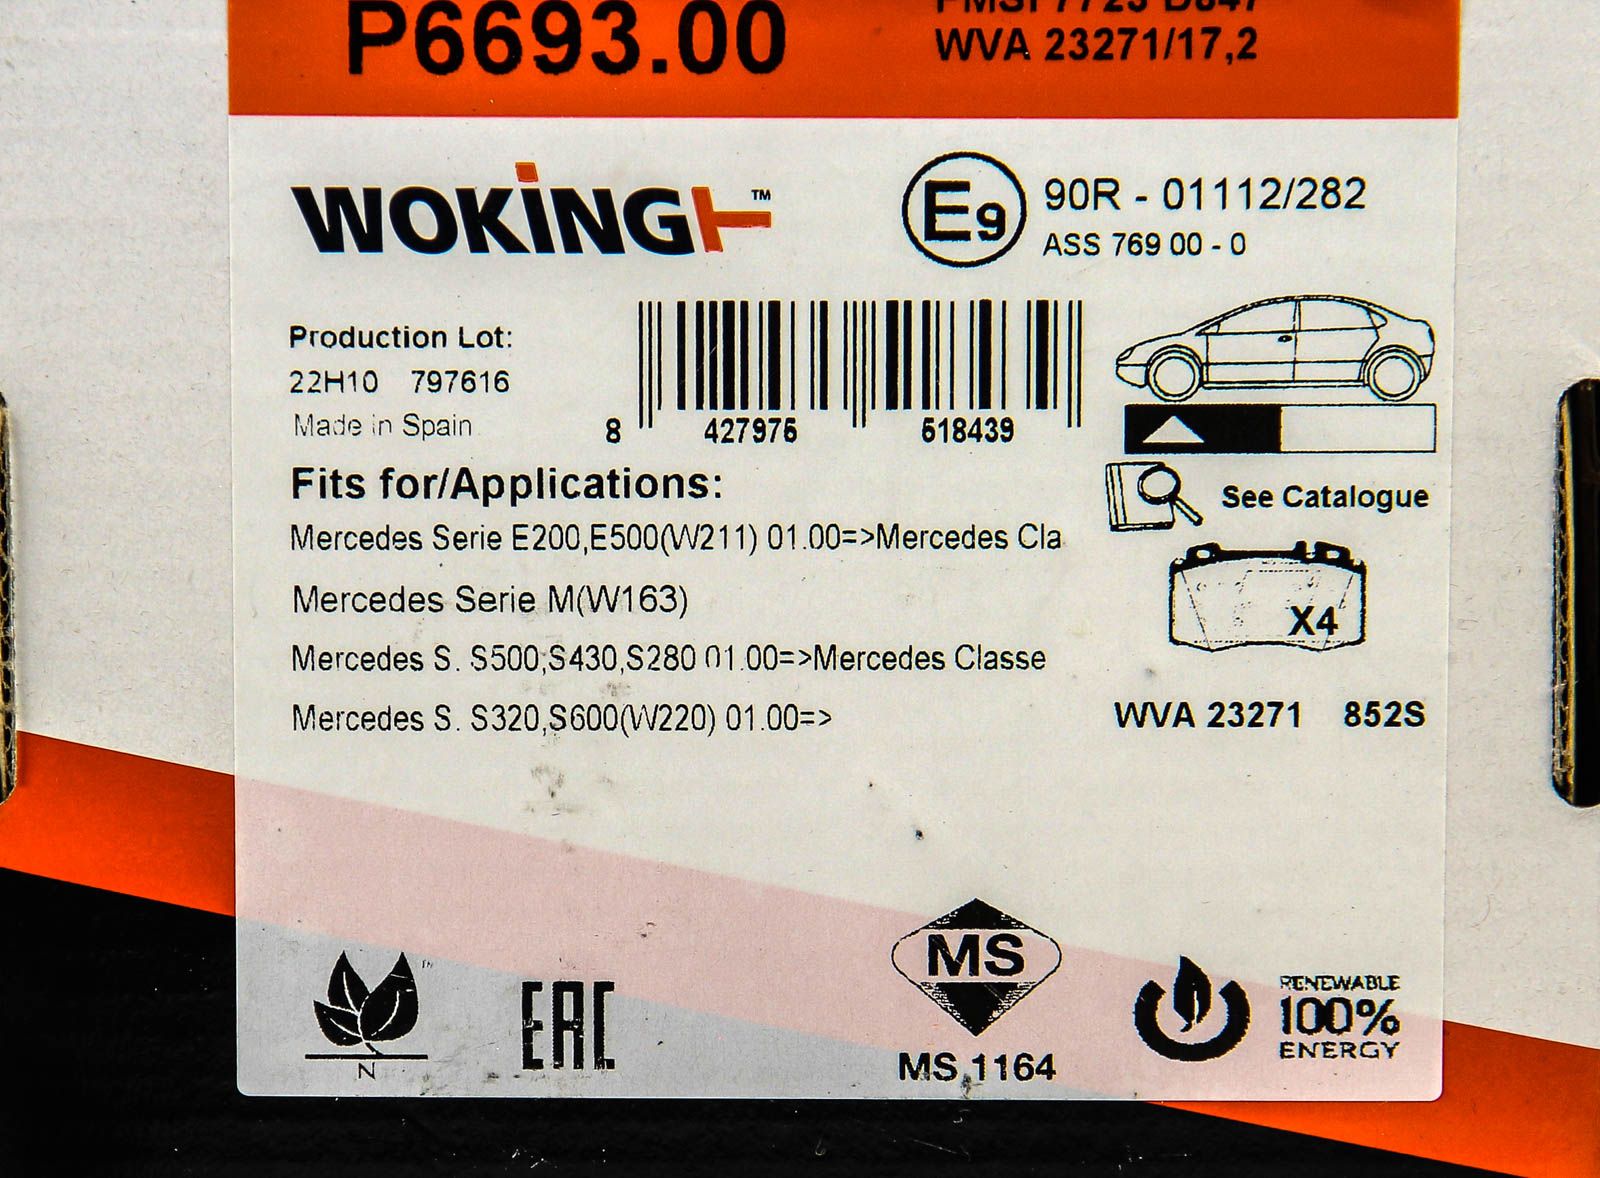 P6693.00
WVA 23271/17,2
WOKING™
E9
90R - 01112/282
ASS 769 00 - 0
Production Lot:
22H10 797616
Made in Spain
8 427975 518439
See Catalogue
Fits for/Applications:
Mercedes Serie E200,E500(W211) 01.00=>Mercedes Cla
Mercedes Serie M(W163)
Mercedes S. S500,S430,S280 01.00=>Mercedes Classe
Mercedes S. S320,S600(W220) 01.00=>
X4
WVA 23271 852S
N
EAC
MS
MS 1164
RENEWABLE
100%
ENERGY